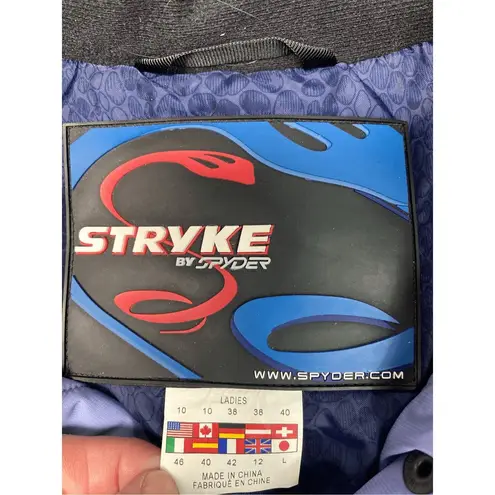 STRYKE
BY SPYDER
WWW.SPYDER.COM
LADIES
10 10 38 38 40
46 40 42 12 L
MADE IN CHINA
FABRIQUÉ EN CHINE